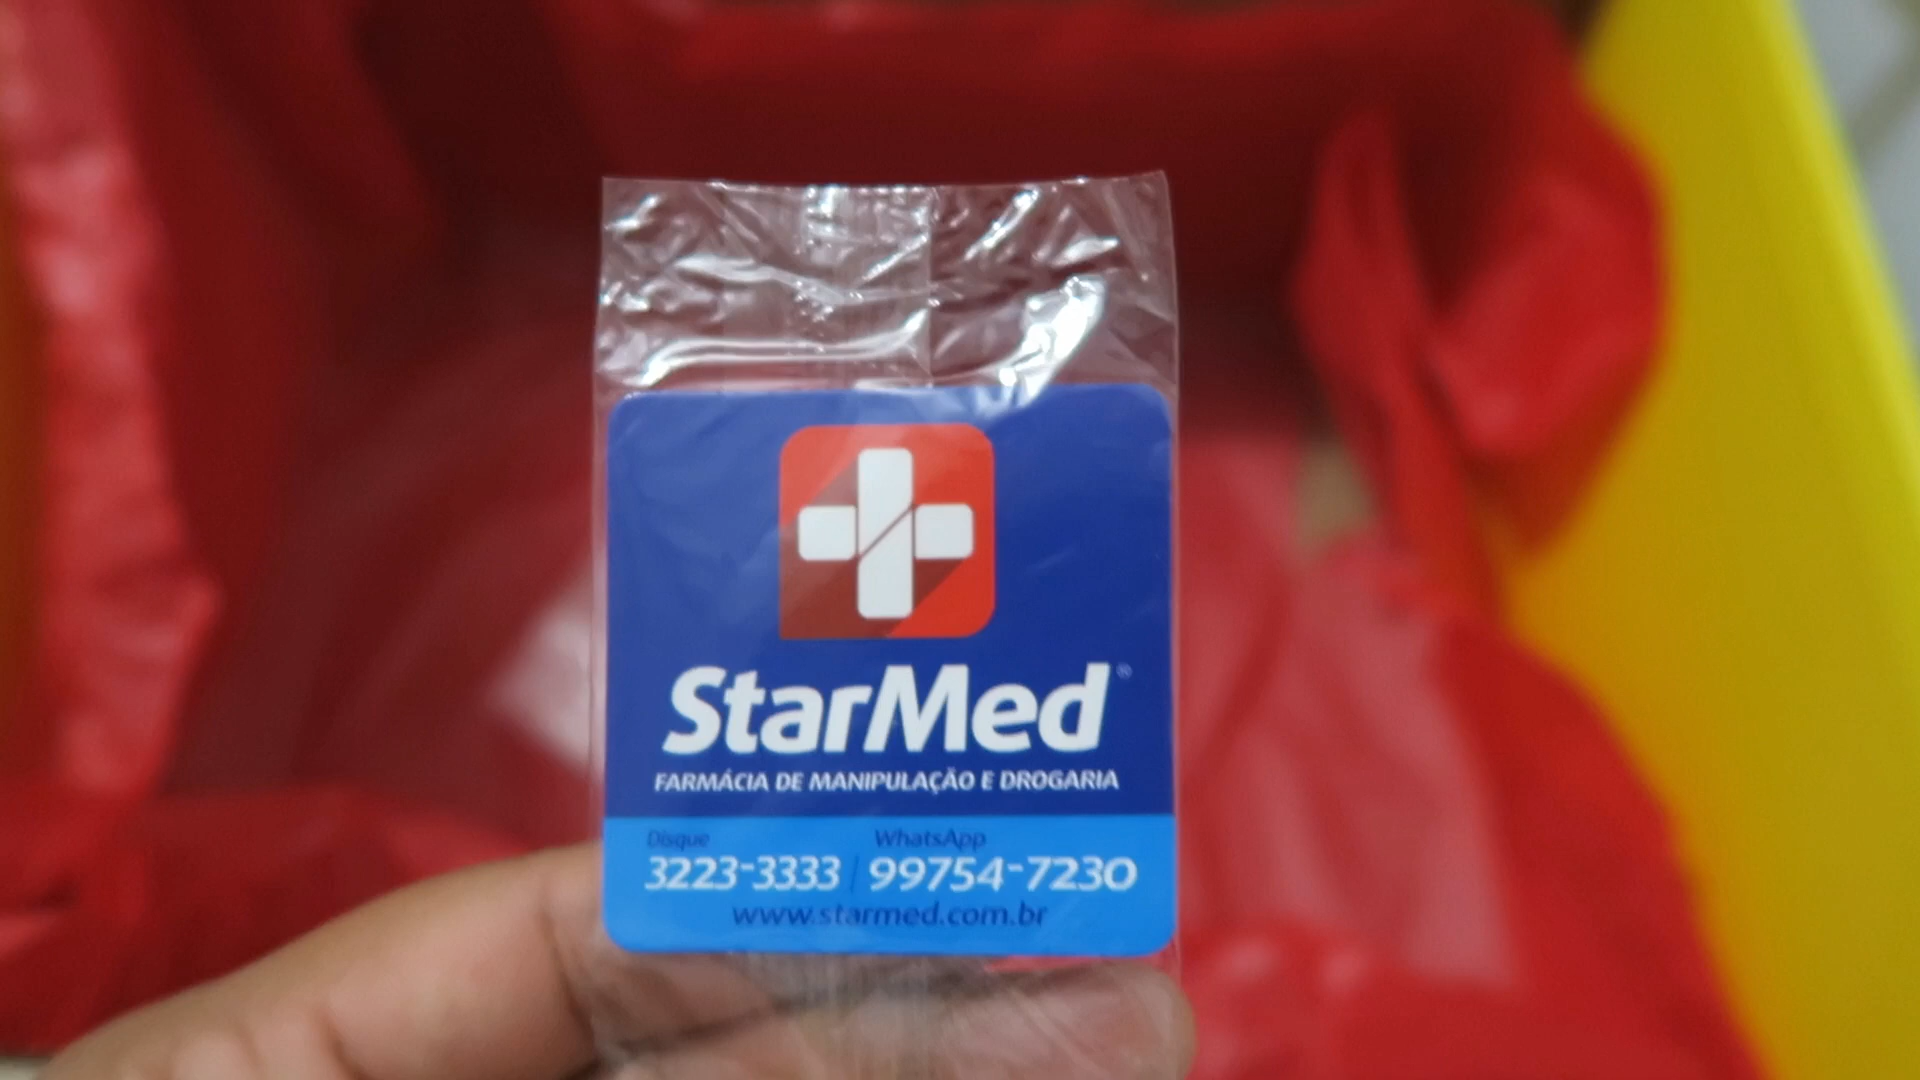 StarMed®
FARMÁCIA DE MANIPULAÇÃO E DROGARIA
Disque WhatsApp
3223-3333 | 99754-7230
www.starmed.com.br